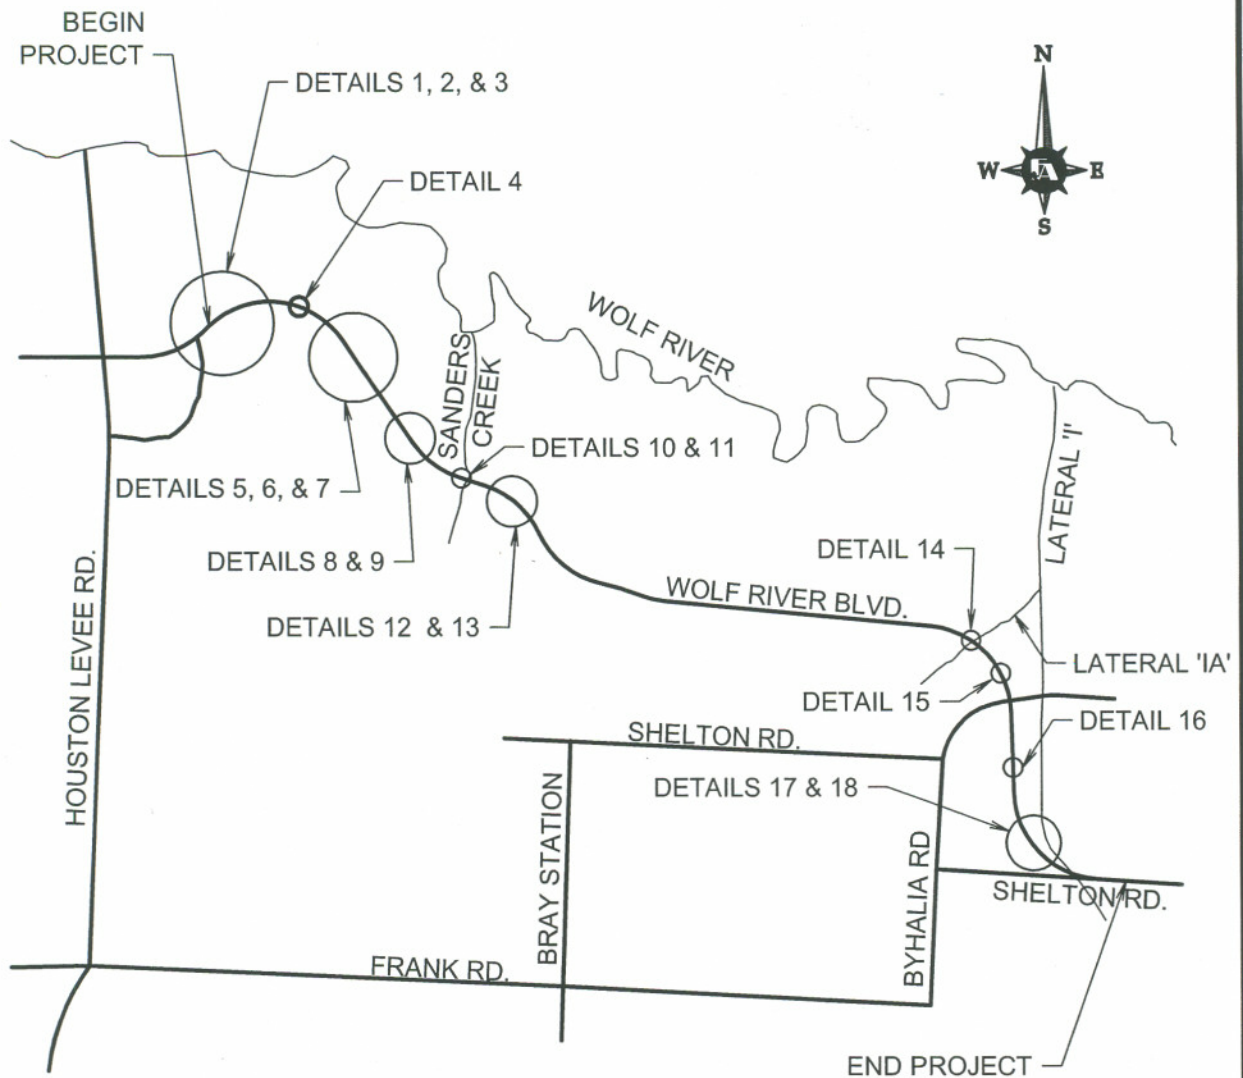 BEGIN
PROJECT
DETAILS 1, 2, & 3
N
W
E
S
DETAIL 4
WOLF RIVER
SANDERS
CREEK
DETAILS 10 & 11
LATERAL 'I'
DETAILS 5, 6, & 7
DETAILS 8 & 9
DETAIL 14
WOLF RIVER BLVD.
DETAILS 12 & 13
LATERAL 'IA'
HOUSTON LEVEE RD.
DETAIL 15
DETAIL 16
SHELTON RD.
DETAILS 17 & 18
BRAY STATION
BYHALIA RD
SHELTON RD.
FRANK RD.
END PROJECT